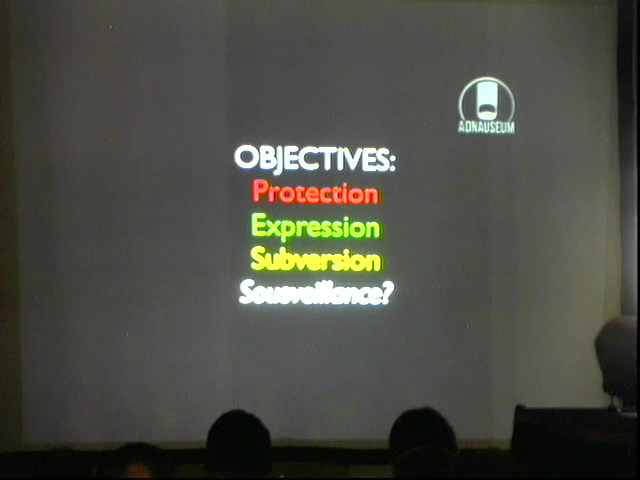 ADNAUSEUM
OBJECTIVES:
Protection
Expression
Subversion
Sousveillance?